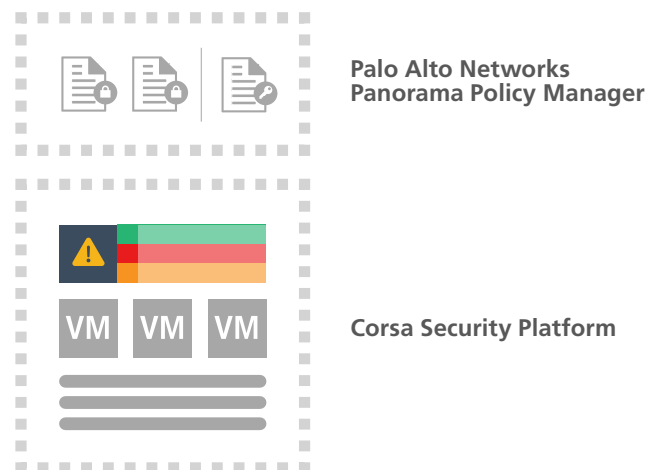 Palo Alto Networks
Panorama Policy Manager
VM VM VM
Corsa Security Platform